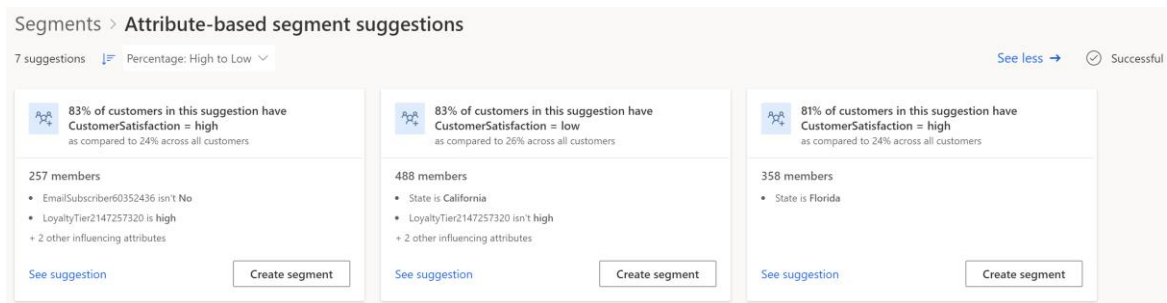 Segments > Attribute-based segment suggestions
7 suggestions Percentage: High to Low See less → Successful
83% of customers in this suggestion have
CustomerSatisfaction = high
as compared to 24% across all customers
257 members
• EmailSubscriber60352436 isn't No
• LoyaltyTier2147257320 is high
+ 2 other influencing attributes
See suggestion Create segment
83% of customers in this suggestion have
CustomerSatisfaction = low
as compared to 26% across all customers
488 members
• State is California
• LoyaltyTier2147257320 isn't high
+ 2 other influencing attributes
See suggestion Create segment
81% of customers in this suggestion have
CustomerSatisfaction = high
as compared to 24% across all customers
358 members
• State is Florida
See suggestion Create segment